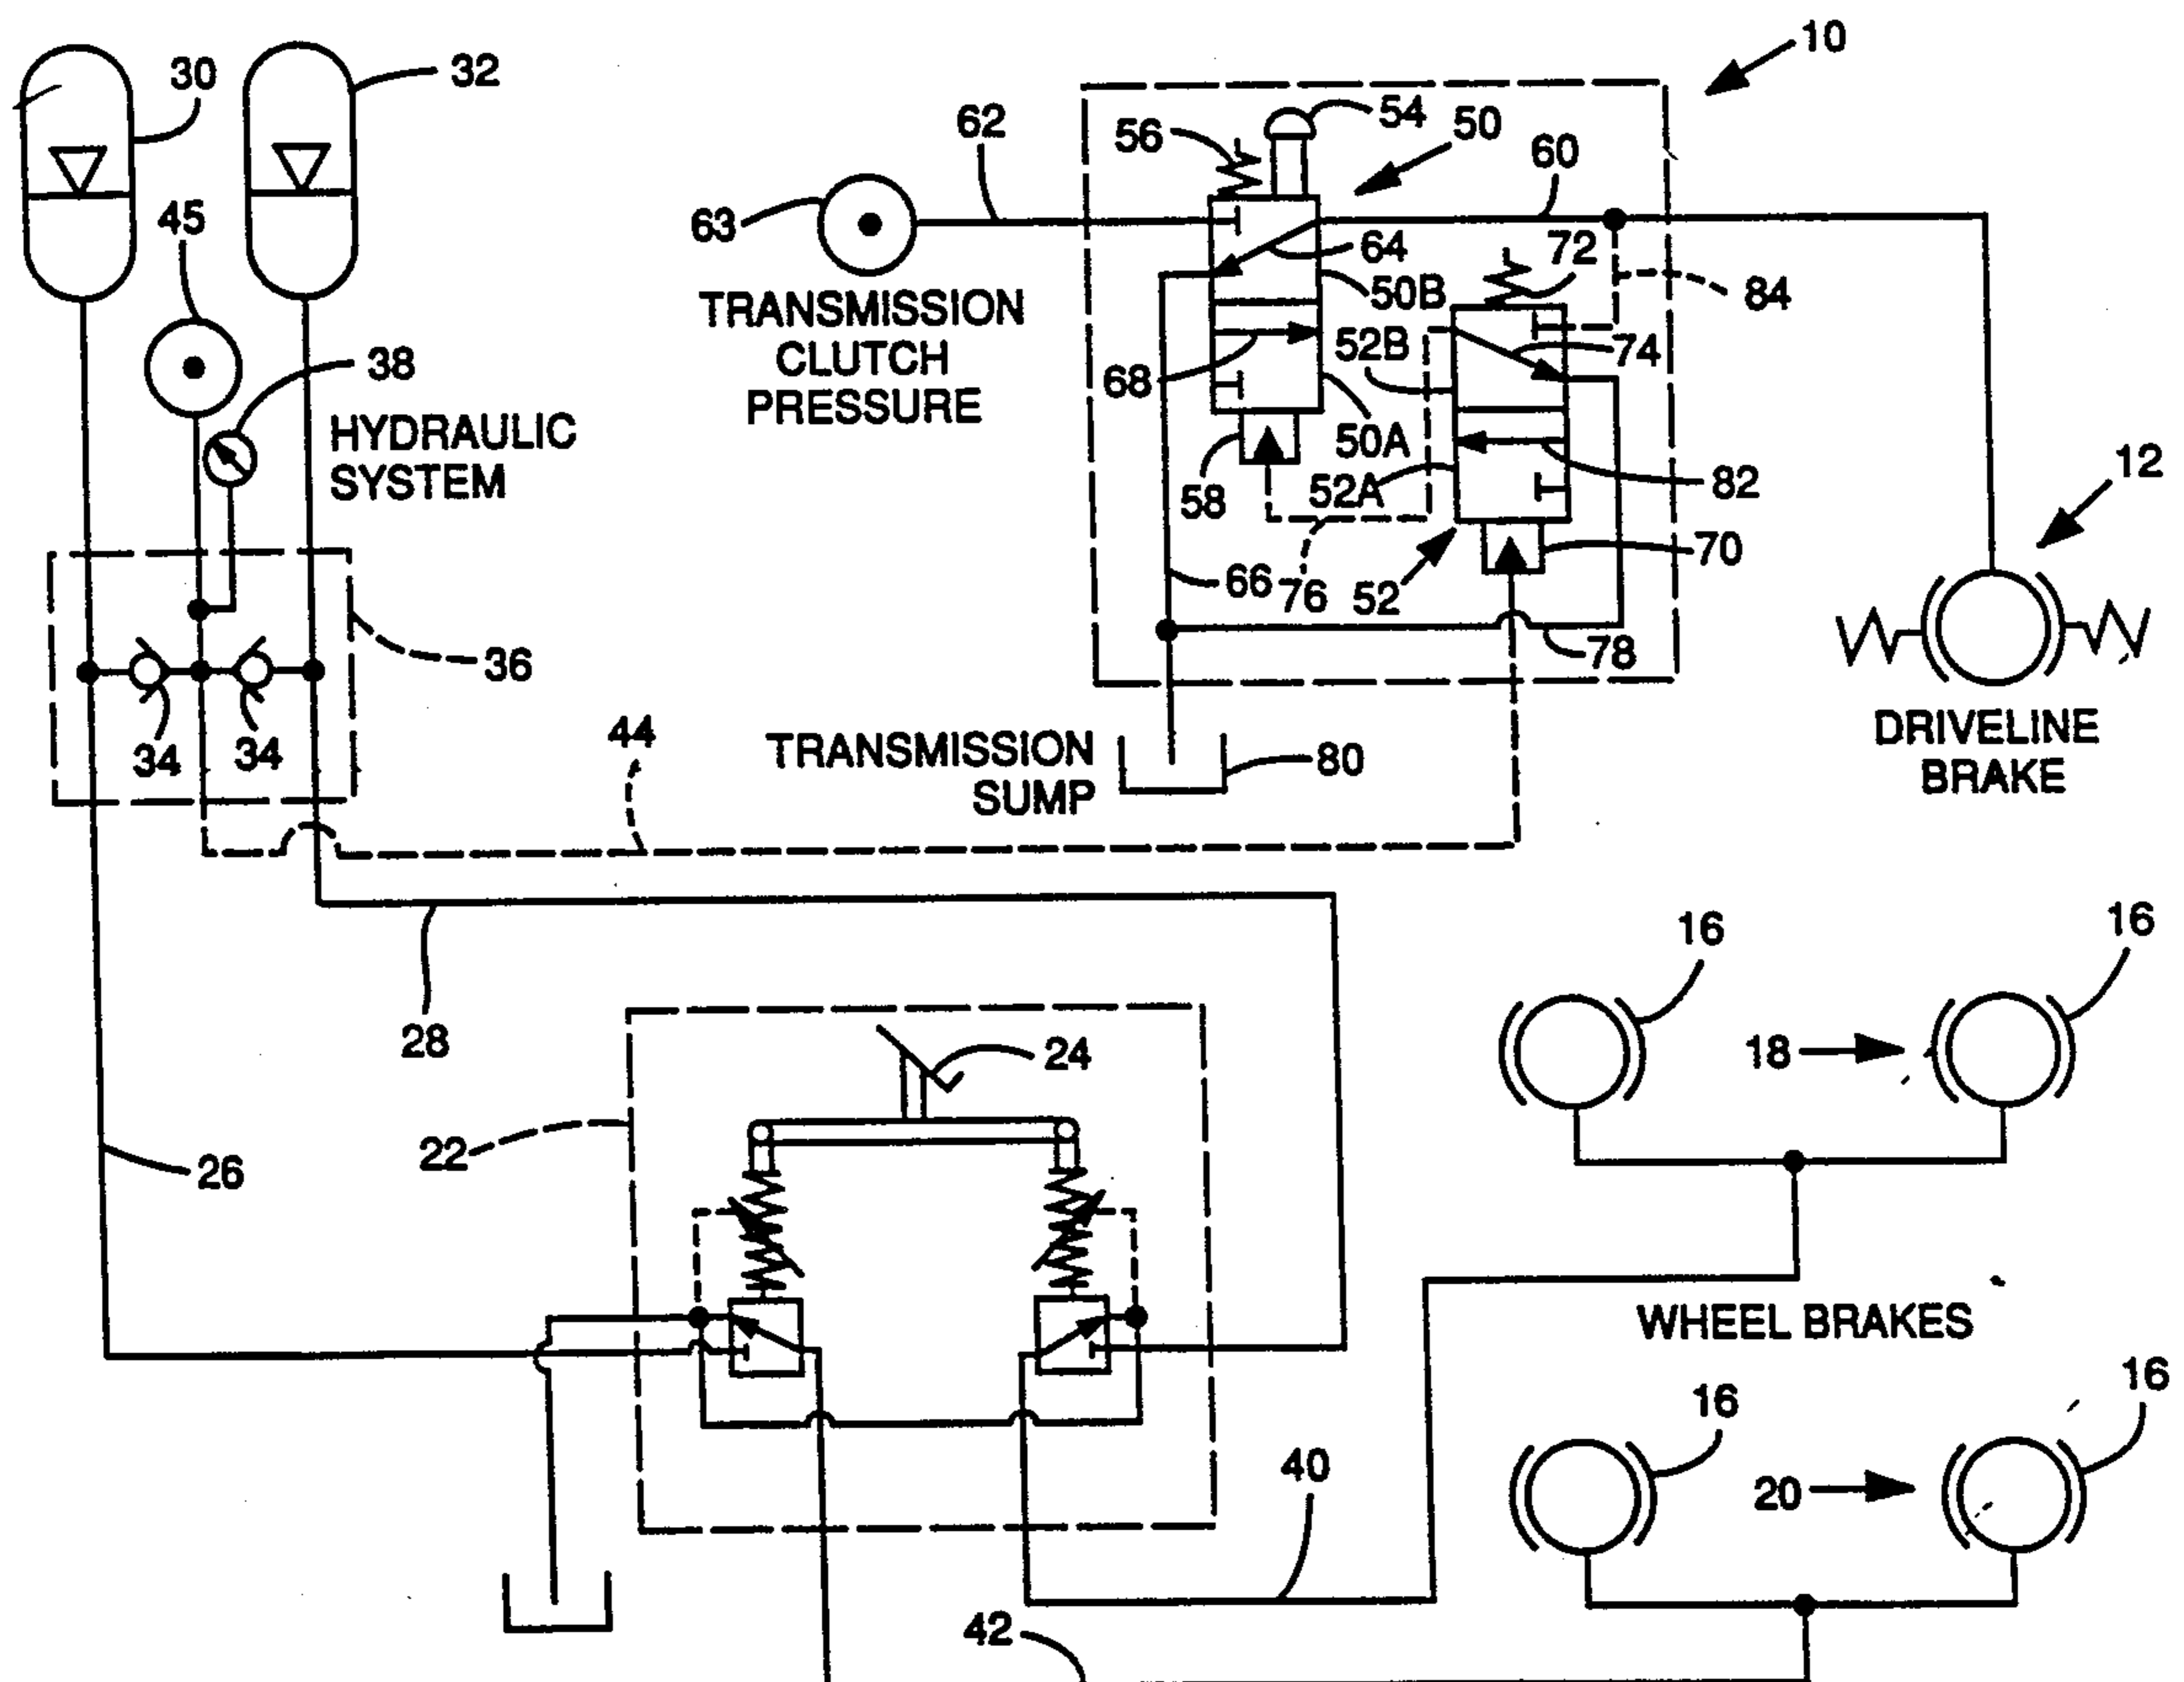 10
30
32
54
50
56
62
60
45
63
64
72
50B
84
TRANSMISSION
CLUTCH
PRESSURE
38
52B
74
68
HYDRAULIC
SYSTEM
50A
58
52A
82
12
70
66
76
52
78
36
34
34
44
TRANSMISSION
SUMP
80
DRIVELINE
BRAKE
28
16
16
18
24
22
26
WHEEL BRAKES
16
16
20
40
42